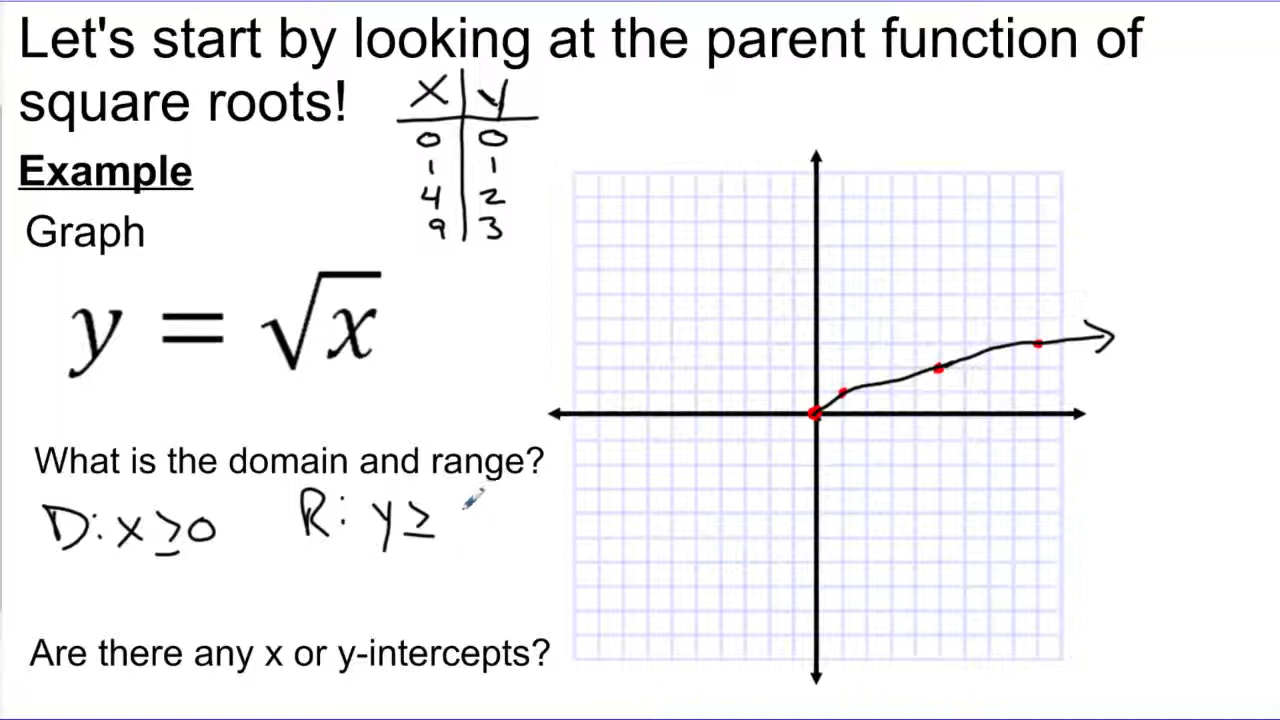 Let's start by looking at the parent function of
square roots!
x y
0 0
1 1
4 2
9 3
Example
Graph
y = √x
What is the domain and range?
D: x ≥ 0 R: y ≥
Are there any x or y-intercepts?